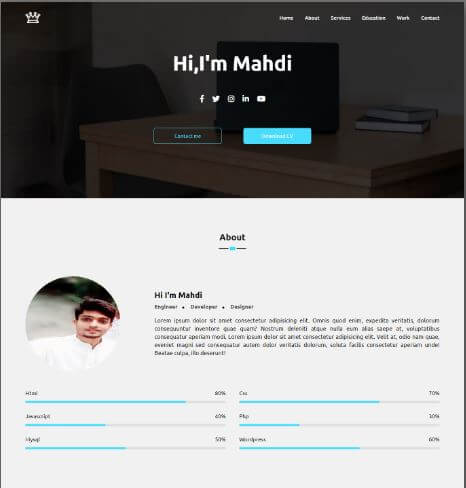 Home About Services Education Work Contact
Hi,I'm Mahdi
Contact me Download CV
About
Hi I'm Mahdi
Engineer • Developer • Designer
Lorem ipsum dolor sit amet consectetur adipisicing elit. Omnis quod enim, expedita veritatis, dolorum
consequuntur inventore quae quam? Nostrum deleniti atque nulla eum alias saepe at, voluptatibus
consequatur aperiam modi. Lorem ipsum dolor sit amet consectetur adipisicing elit. Velit at, odio nam quae,
eveniet magni sed consequatur autem dolor veritatis dolorum, soluta facilis consectetur aperiam unde!
Beatae culpa, illo deserunt!
Html 80% Css 70%
Javascript 40% Php 30%
Mysql 50% Wordpress 60%